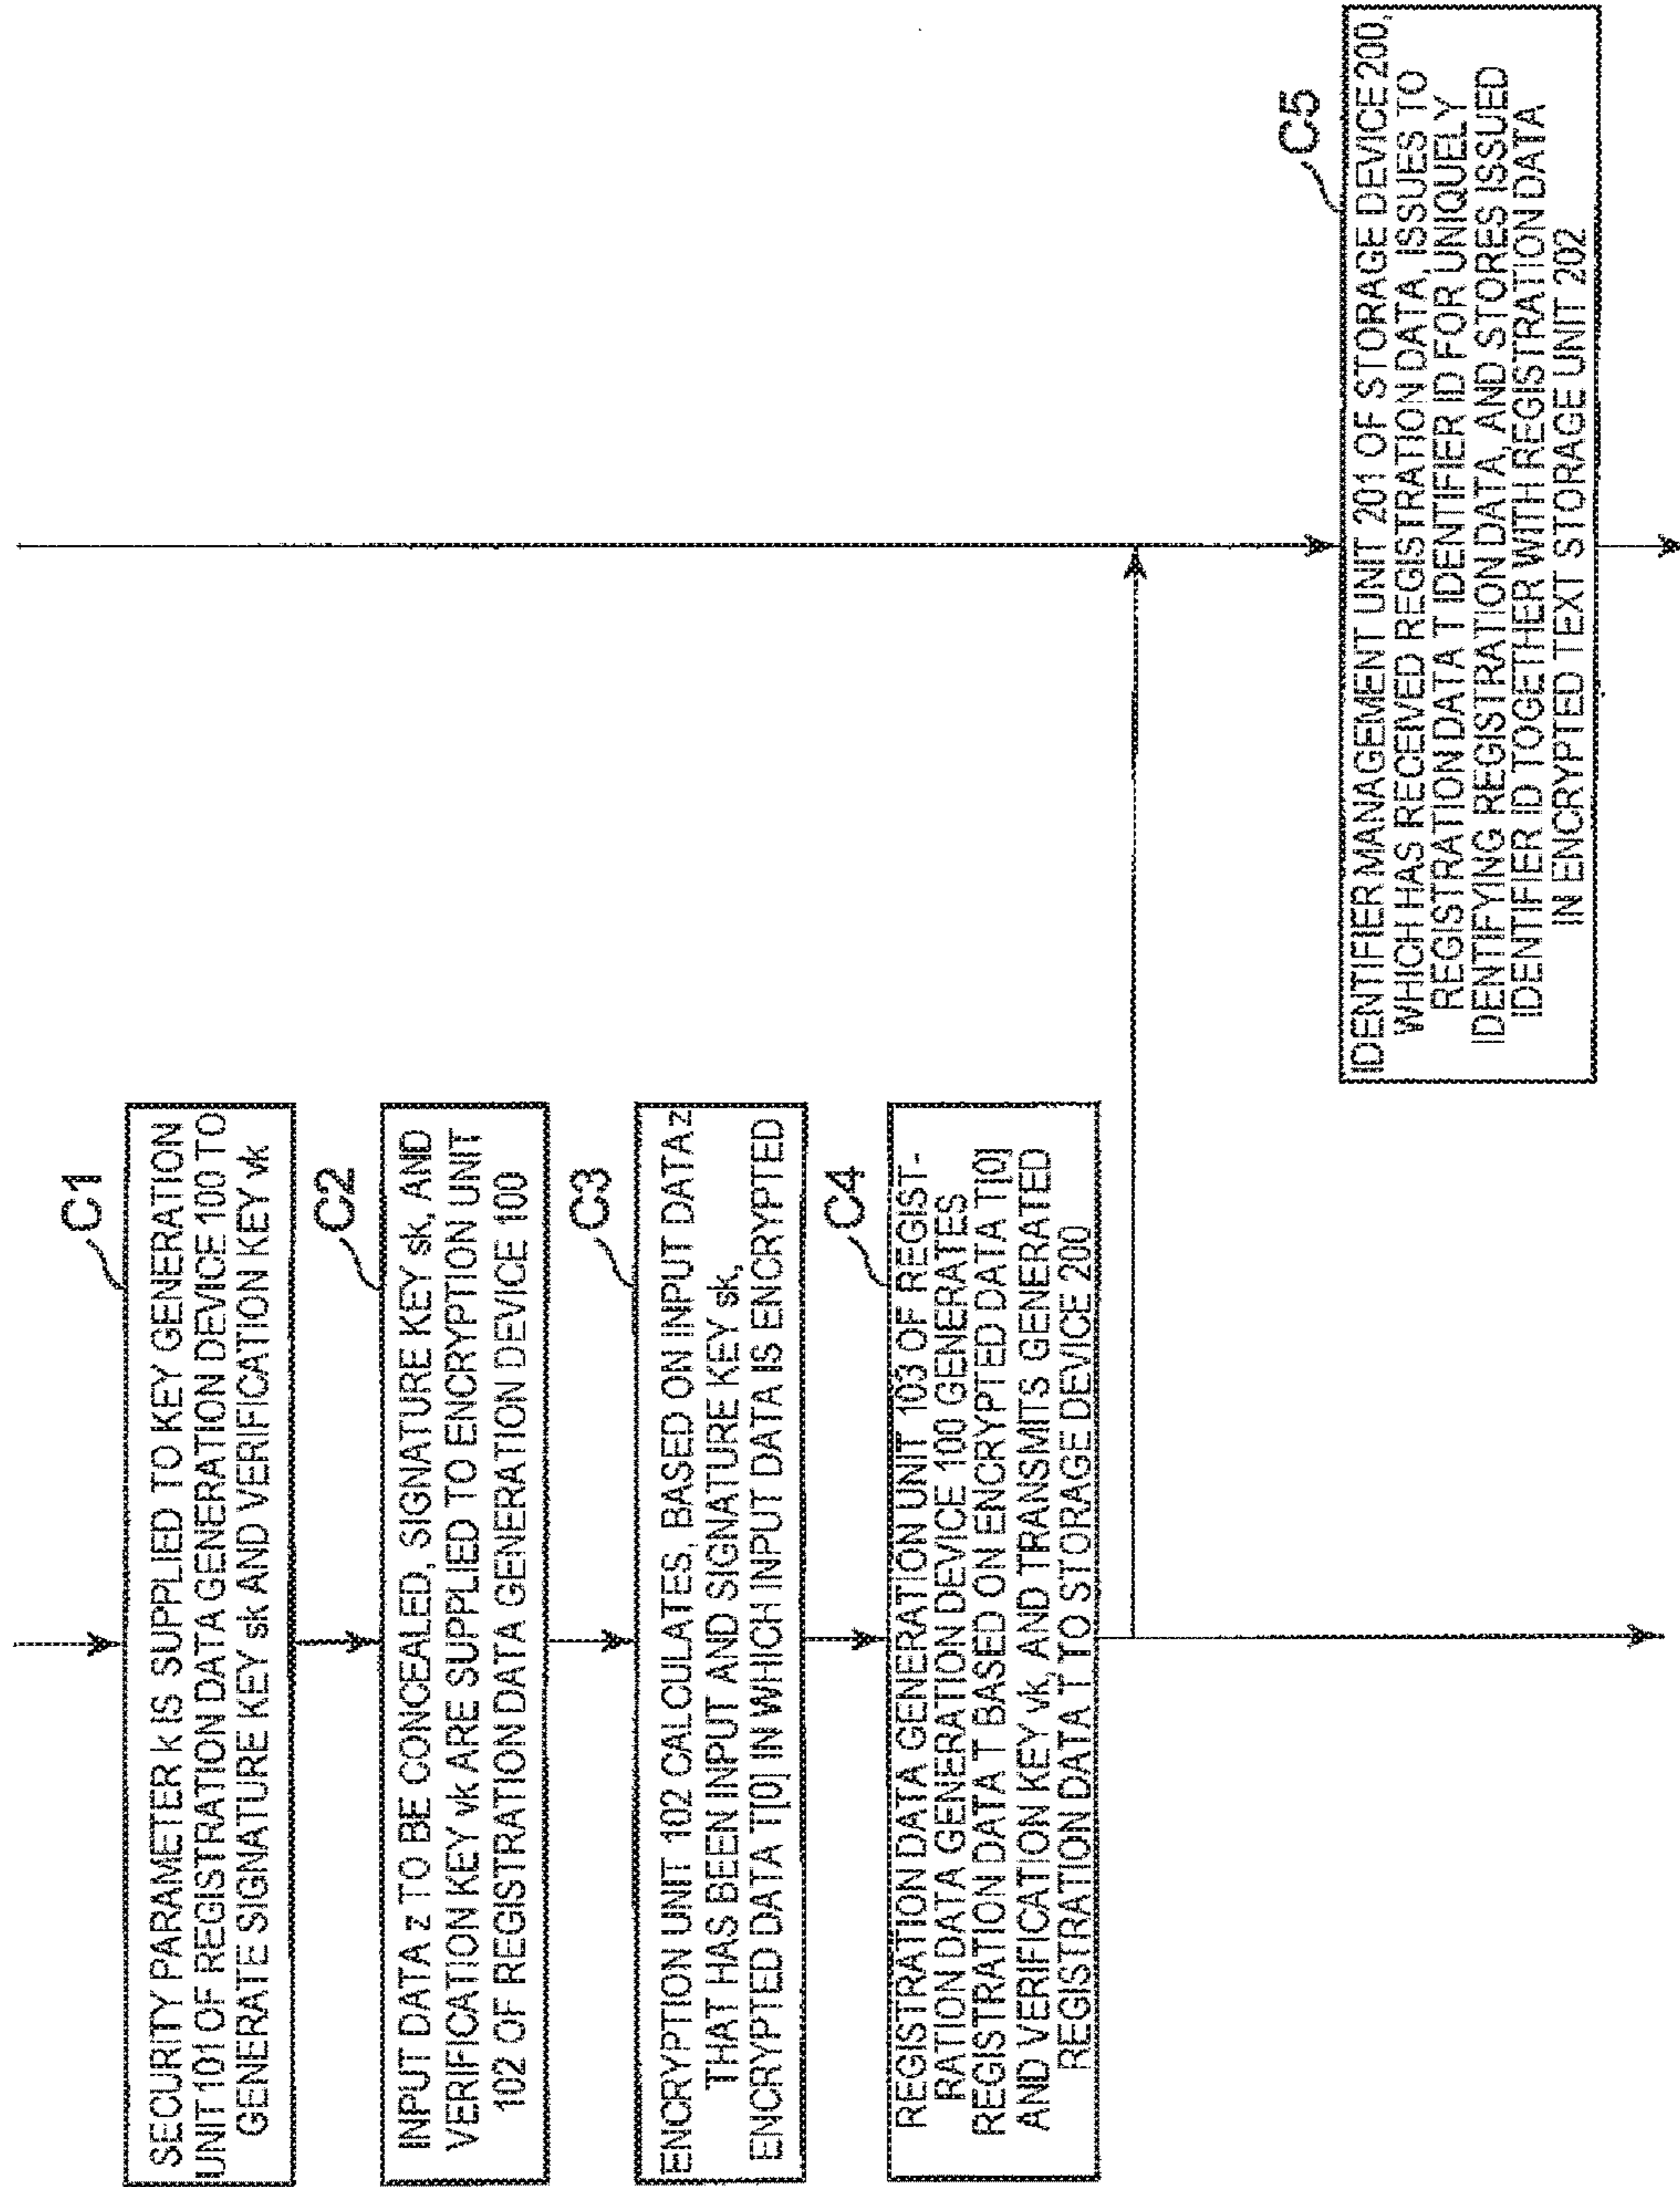 C1
SECURITY PARAMETER k IS SUPPLIED TO KEY GENERATION
UNIT 101 OF REGISTRATION DATA GENERATION DEVICE 100 TO
GENERATE SIGNATURE KEY sk AND VERIFICATION KEY vk
C2
INPUT DATA z TO BE CONCEALED, SIGNATURE KEY sk, AND
VERIFICATION KEY vk ARE SUPPLIED TO ENCRYPTION UNIT
102 OF REGISTRATION DATA GENERATION DEVICE 100
C3
ENCRYPTION UNIT 102 CALCULATES, BASED ON INPUT DATA z
THAT HAS BEEN INPUT AND SIGNATURE KEY sk,
ENCRYPTED DATA T[0] IN WHICH INPUT DATA IS ENCRYPTED
C4
REGISTRATION DATA GENERATION UNIT 103 OF REGIST-
RATION DATA GENERATION DEVICE 100 GENERATES
REGISTRATION DATA T BASED ON ENCRYPTED DATA T[0]
AND VERIFICATION KEY vk, AND TRANSMITS GENERATED
REGISTRATION DATA T TO STORAGE DEVICE 200
C5
IDENTIFIER MANAGEMENT UNIT 201 OF STORAGE DEVICE 200,
WHICH HAS RECEIVED REGISTRATION DATA, ISSUES TO
REGISTRATION DATA T IDENTIFIER ID FOR UNIQUELY
IDENTIFYING REGISTRATION DATA, AND STORES ISSUED
IDENTIFIER ID TOGETHER WITH REGISTRATION DATA
IN ENCRYPTED TEXT STORAGE UNIT 202